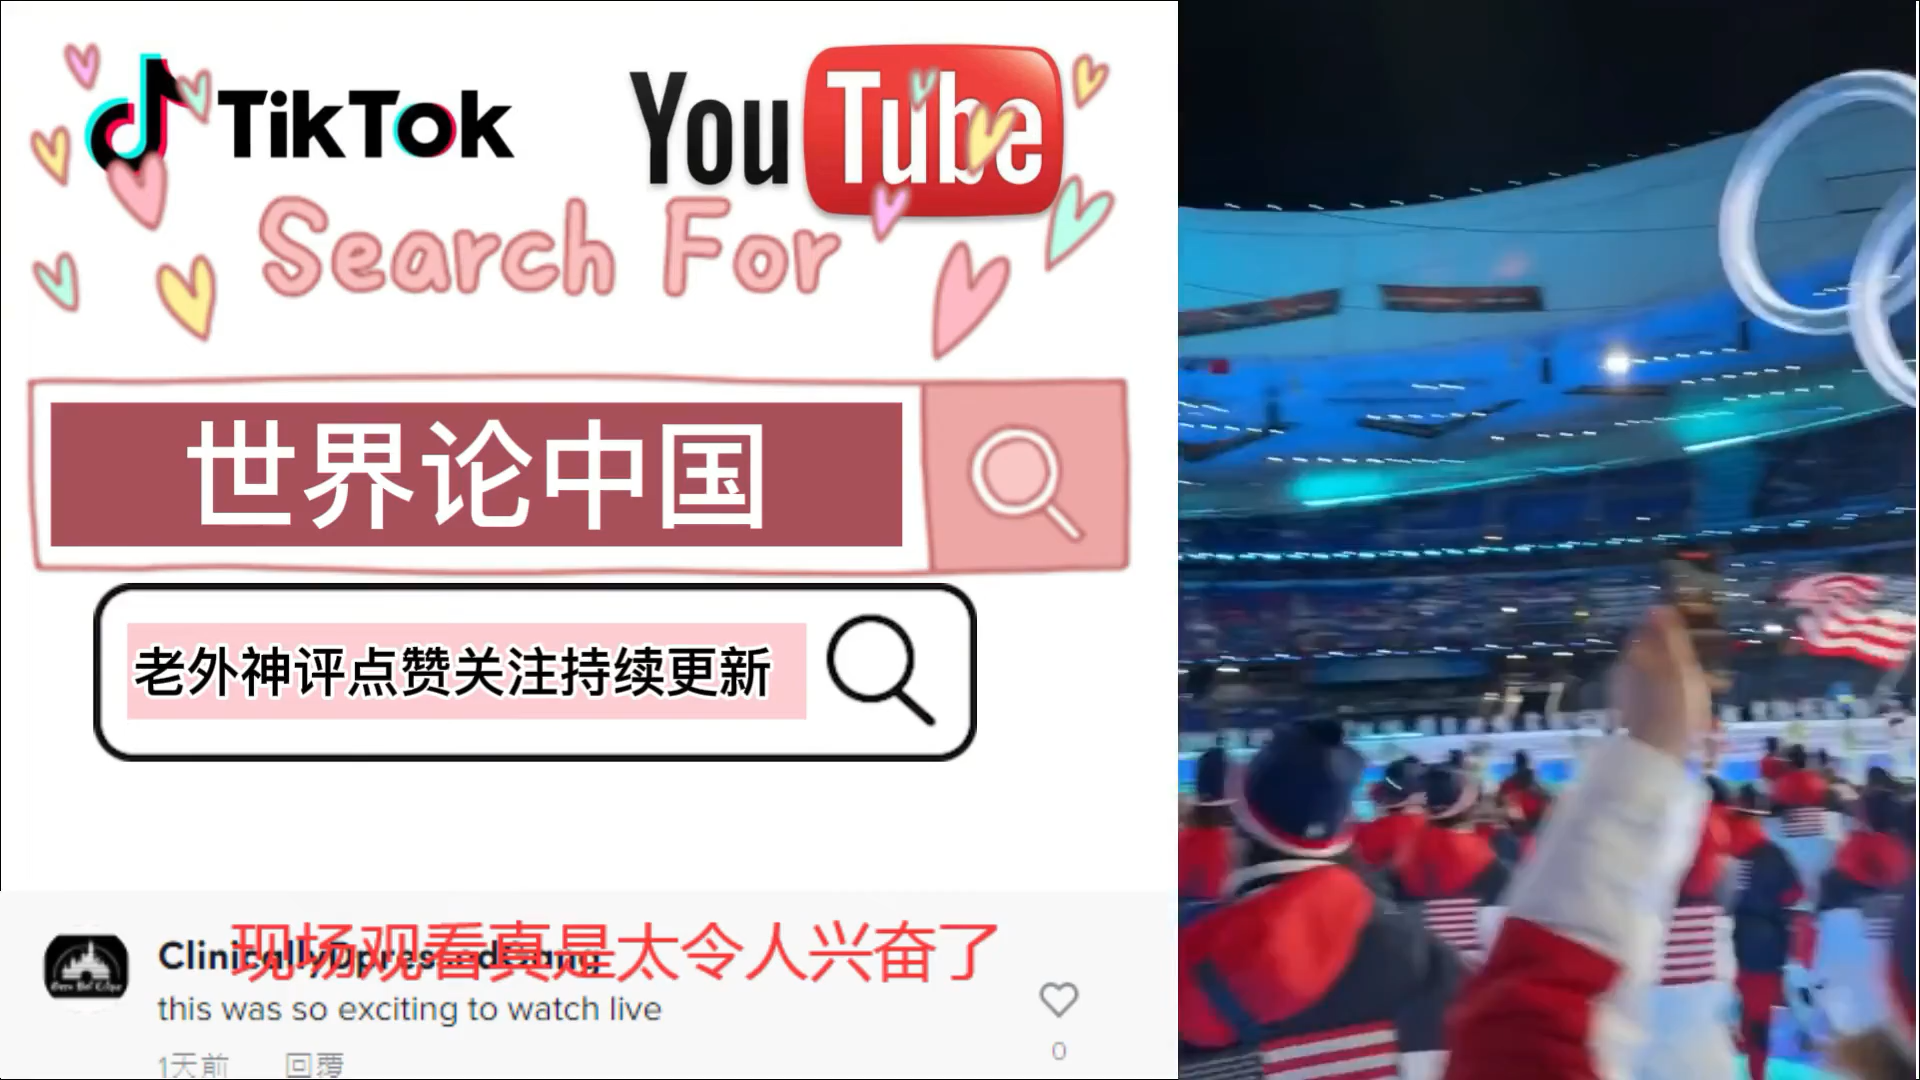 TikTok
YouTube
Search For
世界论中国
老外神评点赞关注持续更新
现场观看真是太令人兴奋了
this was so exciting to watch live
0
1天前 回覆